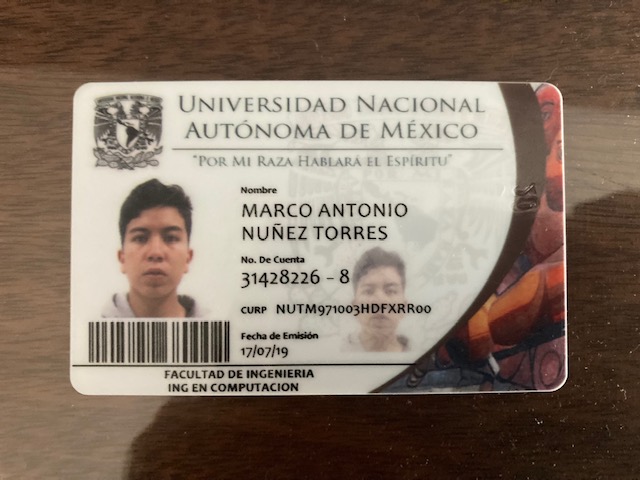 UNIVERSIDAD NACIONAL
AUTÓNOMA DE MÉXICO
"POR MI RAZA HABLARÁ EL ESPÍRITU"
Nombre
MARCO ANTONIO
NUÑEZ TORRES
No. De Cuenta
31428226 - 8
CURP NUTM971003HDFXRR00
Fecha de Emisión
17/07/19
FACULTAD DE INGENIERIA
ING EN COMPUTACION